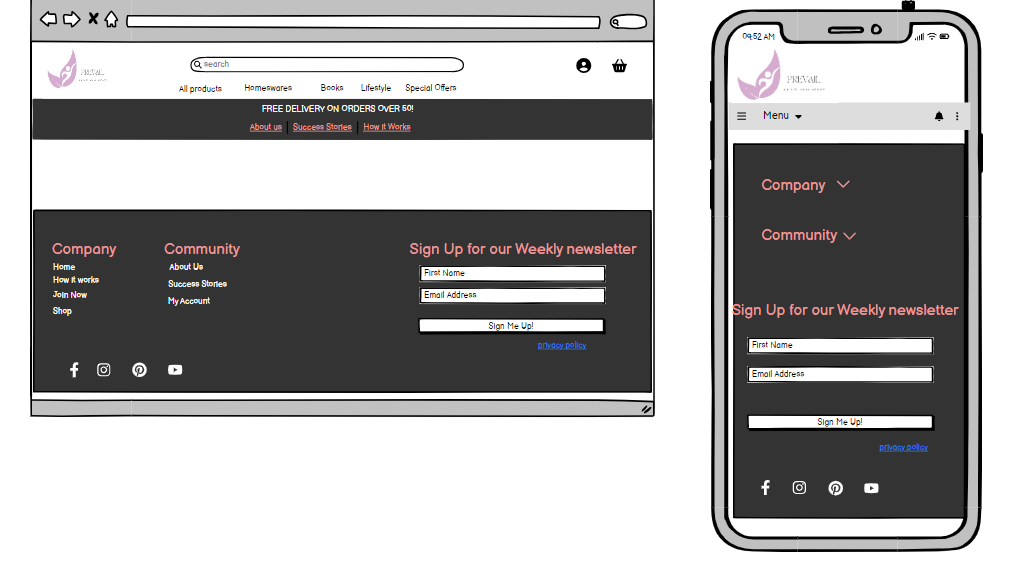 PREVAIL
search
All products Homeswares Books Lifestyle Special Offers
FREE DELIVERY ON ORDERS OVER 50!
About us Success Stories How it Works
Company Community Sign Up for our Weekly newsletter
Home About Us First Name
How it works Success Stories Email Address
Join Now My Account
Shop Sign Me Up!
privacy policy
09:52 AM
PREVAIL
Menu
Company
Community
Sign Up for our Weekly newsletter
First Name
Email Address
Sign Me Up!
privacy policy